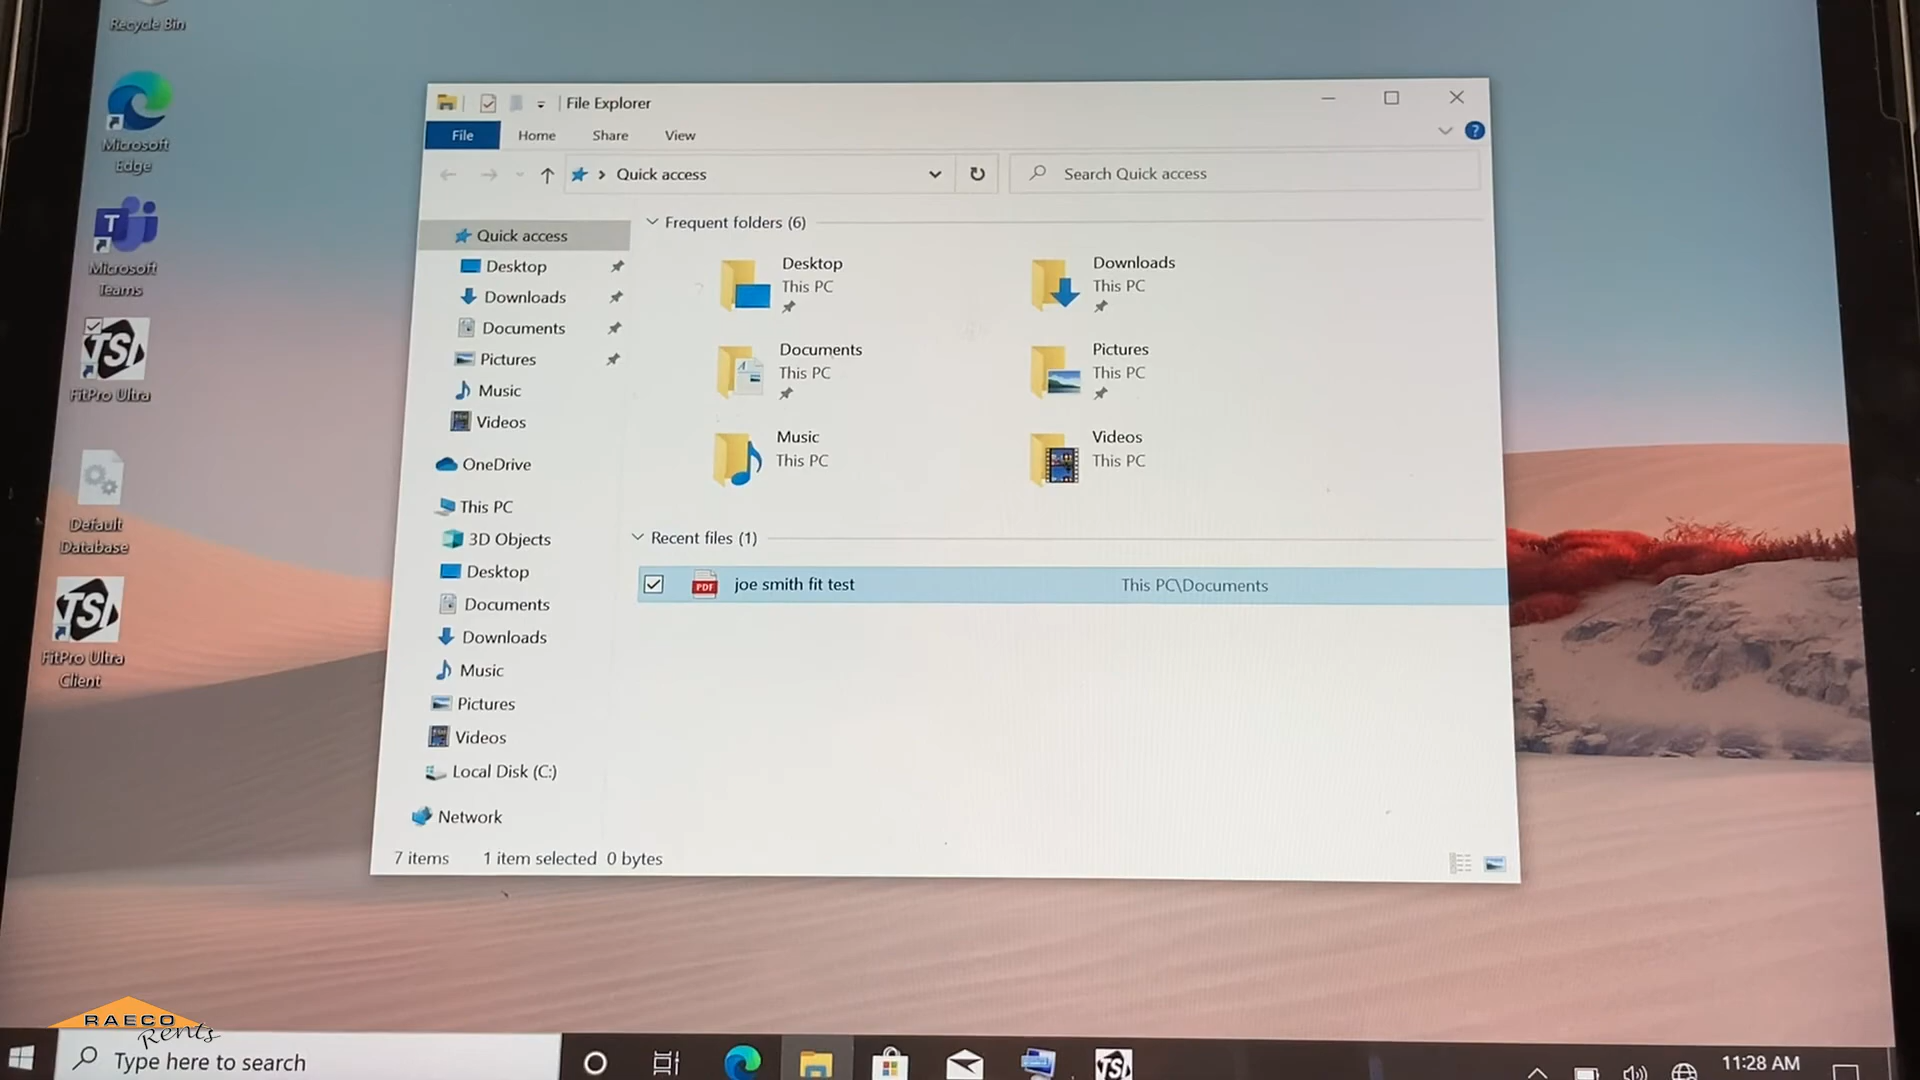 Recycle Bin
Microsoft
Edge
T
Microsoft
Teams
TSI
FitPro Ultra
Default
Database
TSI
FitPro Ultra
Client
File Explorer
File
Home
Share
View
?
Quick access
Search Quick access
Quick access
Desktop
Downloads
Documents
Pictures
Music
Videos
OneDrive
This PC
3D Objects
Desktop
Documents
Downloads
Music
Pictures
Videos
Local Disk (C:)
Network
Frequent folders (6)
Desktop
This PC
Downloads
This PC
Documents
This PC
Pictures
This PC
Music
This PC
Videos
This PC
Recent files (1)
PDF
joe smith fit test
This PC\Documents
7 items
1 item selected
0 bytes
RAECO
Rents
Type here to search
TSI
11:28 AM